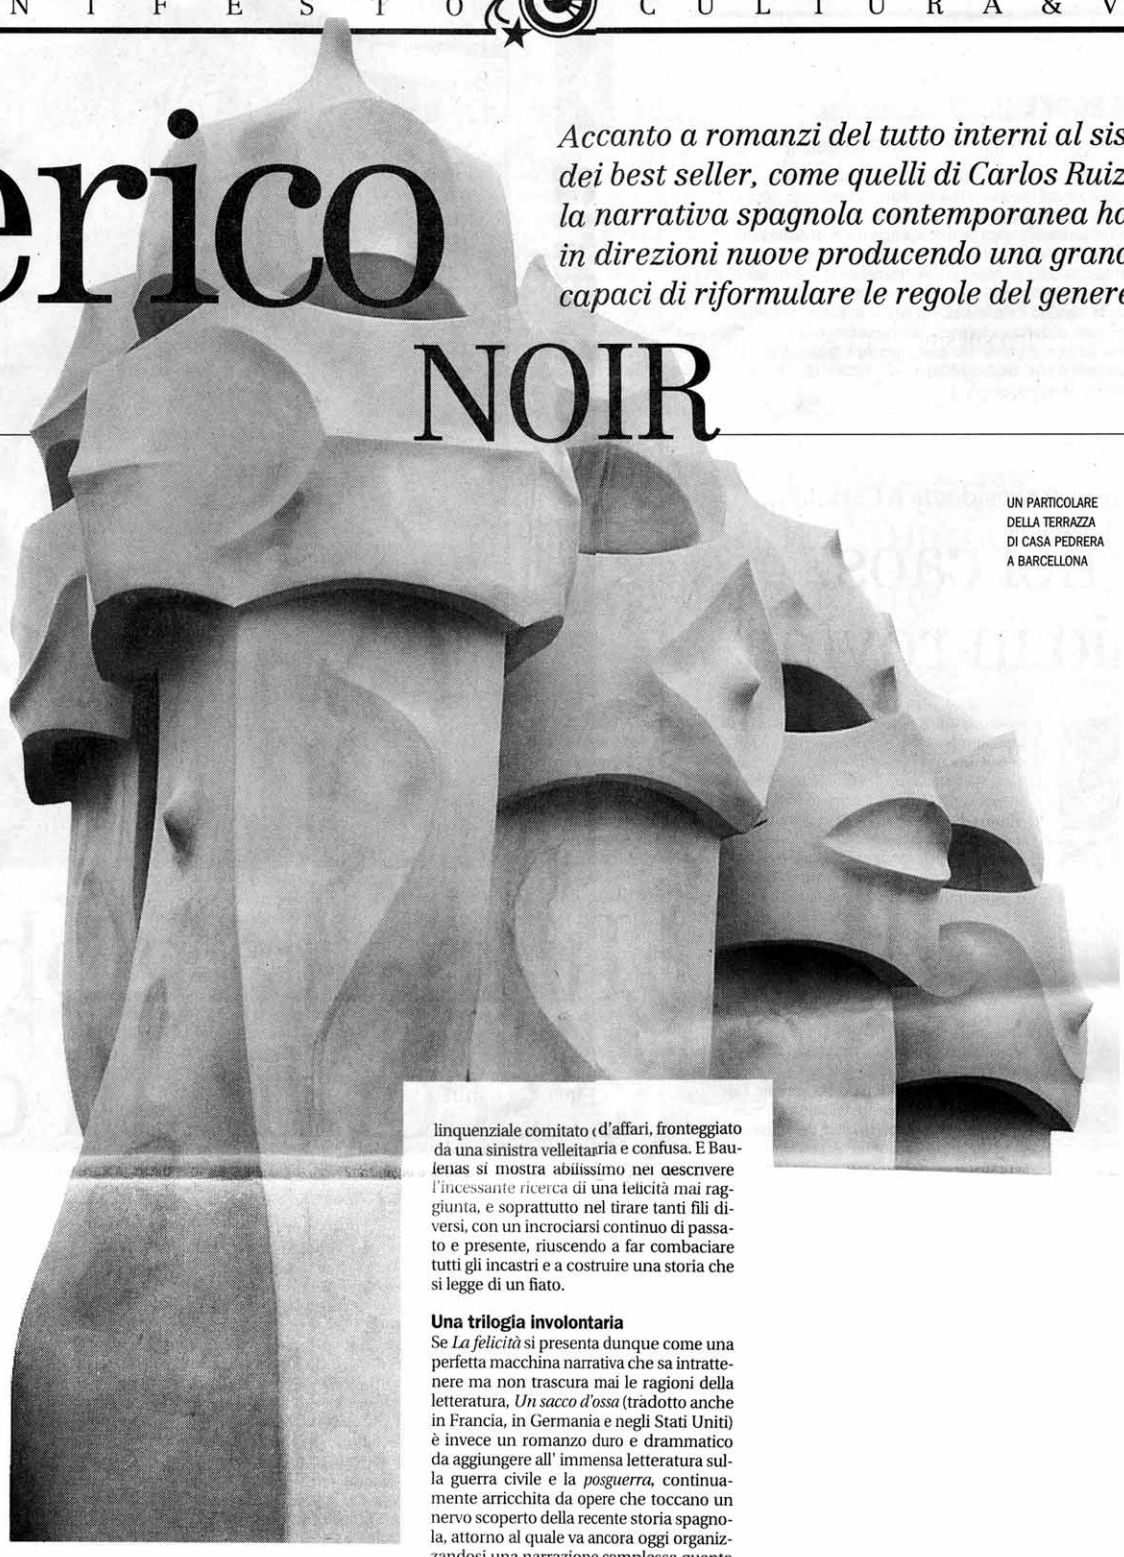 N I F E S T O C U L T U R A & V
erico
NOIR
Accanto a romanzi del tutto interni al sis
dei best seller, come quelli di Carlos Ruiz
la narrativa spagnola contemporanea ha
in direzioni nuove producendo una grand
capaci di riformulare le regole del genere
UN PARTICOLARE
DELLA TERRAZZA
DI CASA PEDRERA
A BARCELLONA
linquenziale comitato d'affari, fronteggiato
da una sinistra velleitaria e confusa. E Bau-
lenas si mostra abilissimo nel descrivere
l'incessante ricerca di una felicità mai rag-
giunta, e soprattutto nel tirare tanti fili di-
versi, con un incrociarsi continuo di passa-
to e presente, riuscendo a far combaciare
tutti gli incastri e a costruire una storia che
si legge di un fiato.
Una trilogia involontaria
Se La felicità si presenta dunque come una
perfetta macchina narrativa che sa intratte-
nere ma non trascura mai le ragioni della
letteratura, Un sacco d'ossa (tradotto anche
in Francia, in Germania e negli Stati Uniti)
è invece un romanzo duro e drammatico
da aggiungere all' immensa letteratura sul-
la guerra civile e la posguerra, continua-
mente arricchita da opere che toccano un
nervo scoperto della recente storia spagno-
la, attorno al quale va ancora oggi organiz-
zandosi una narrazione complessa quanto